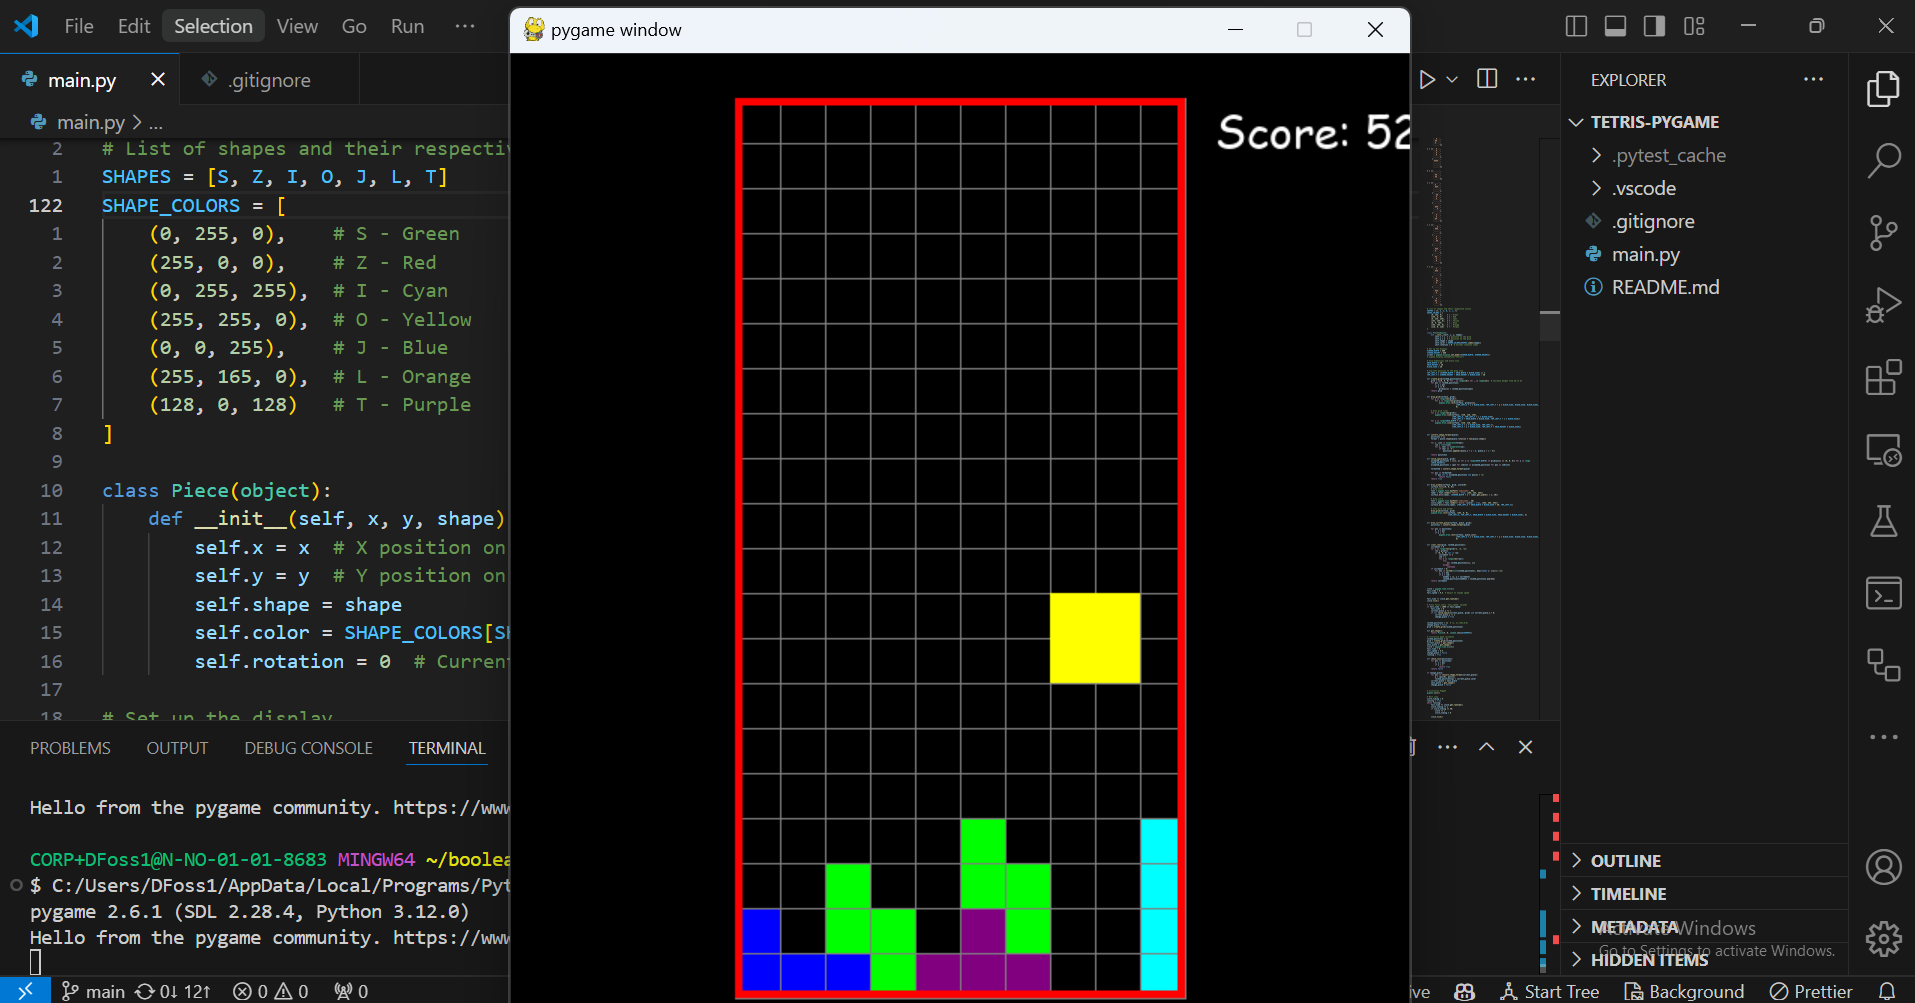 File Edit Selection View Go Run ···
pygame window
main.py
.gitignore
main.py > ...
2 # List of shapes and their respecti
1 SHAPES = [S, Z, I, O, J, L, T]
122 SHAPE_COLORS = [
1 (0, 255, 0), # S - Green
2 (255, 0, 0), # Z - Red
3 (0, 255, 255), # I - Cyan
4 (255, 255, 0), # O - Yellow
5 (0, 0, 255), # J - Blue
6 (255, 165, 0), # L - Orange
7 (128, 0, 128) # T - Purple
8 ]
9
10 class Piece(object):
11 def __init__(self, x, y, shape)
12 self.x = x # X position on
13 self.y = y # Y position on
14 self.shape = shape
15 self.color = SHAPE_COLORS[S
16 self.rotation = 0 # Curren
17
18 # Set up the display
Score: 52
EXPLORER ···
TETRIS-PYGAME
.pytest_cache
.vscode
.gitignore
main.py
README.md
PROBLEMS OUTPUT DEBUG CONSOLE TERMINAL
Hello from the pygame community. https://www
CORP+DFoss1@N-NO-01-01-8683 MINGW64 ~/boolea
$ C:/Users/DFoss1/AppData/Local/Programs/Pyt
pygame 2.6.1 (SDL 2.28.4, Python 3.12.0)
Hello from the pygame community. https://www
OUTLINE
TIMELINE
METADATA
Activate Windows
Go to Settings to activate Windows.
HIDDEN ITEMS
main 0↓ 12↑ 0 0 0
ive Start Tree Background Prettier